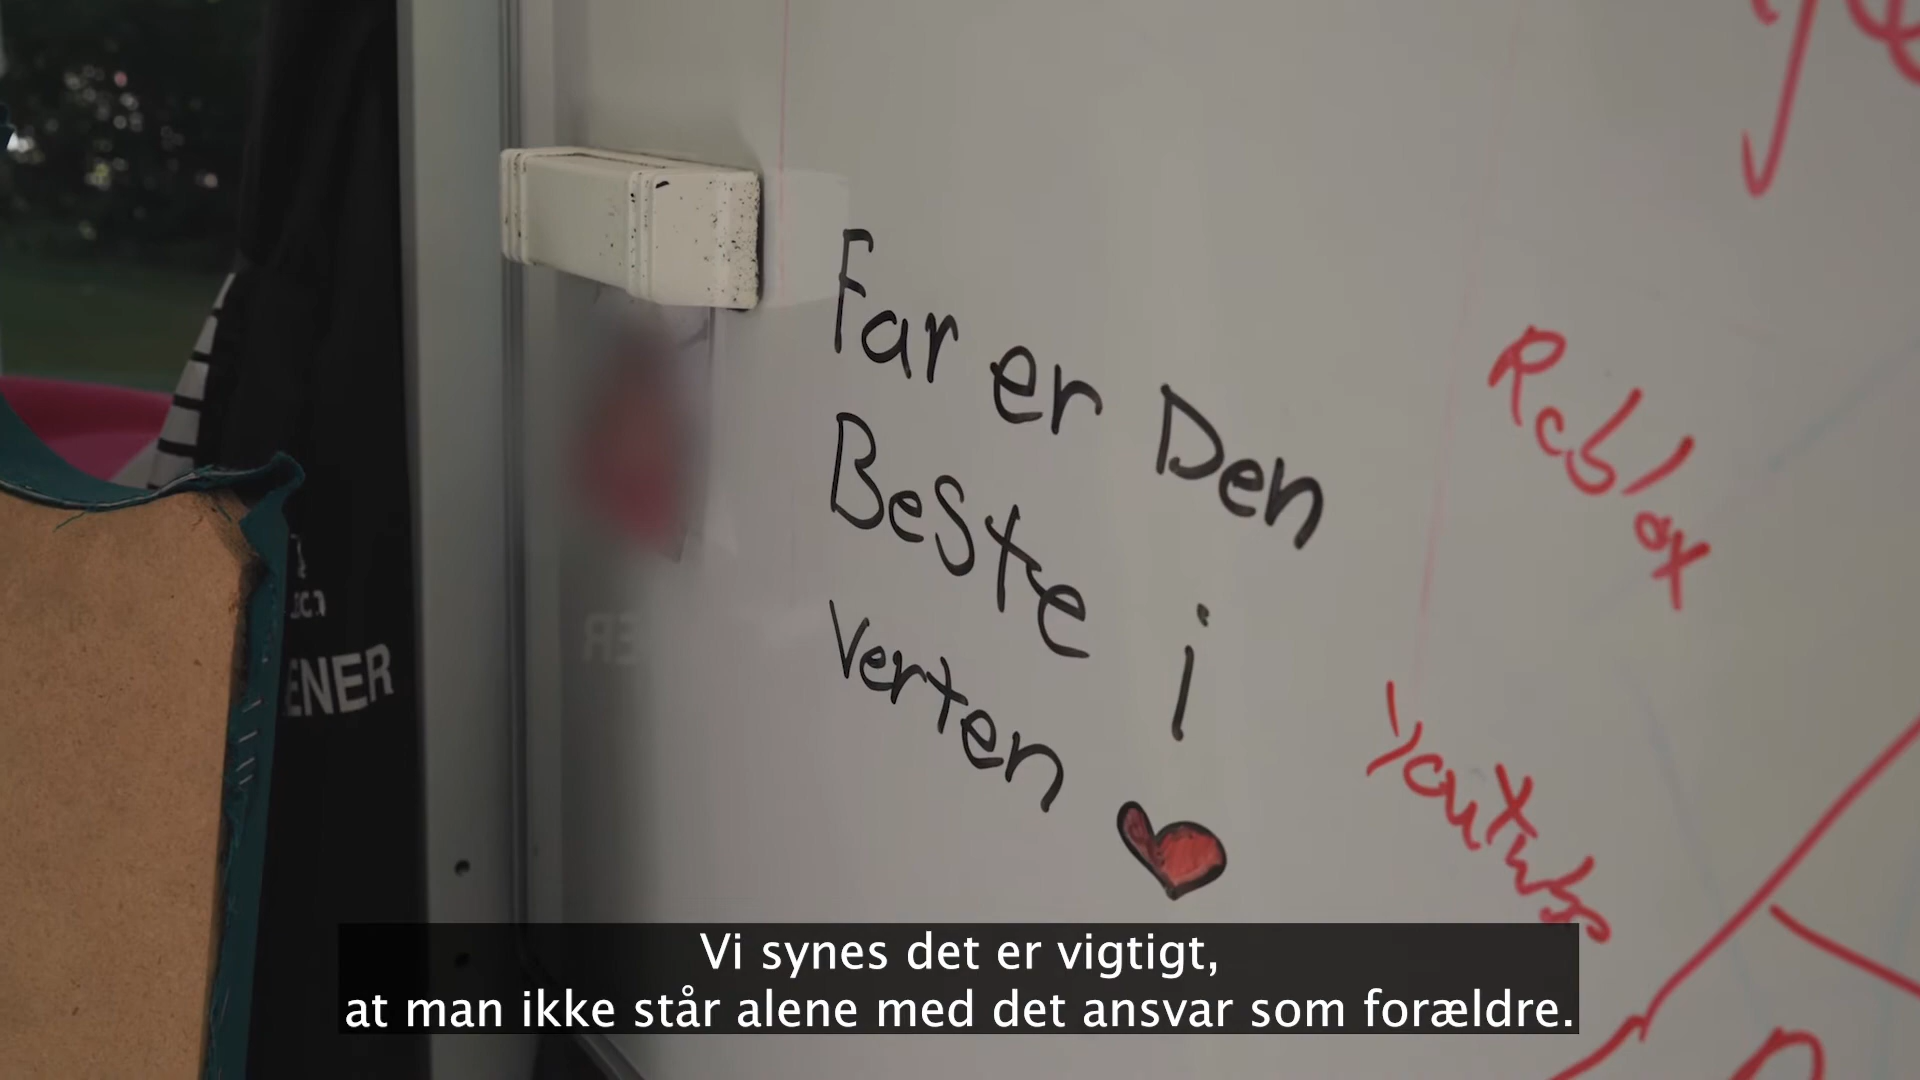 Far er Den
Beste i
Verten
Roblox
Youtube
ENER
Vi synes det er vigtigt,
at man ikke står alene med det ansvar som forældre.